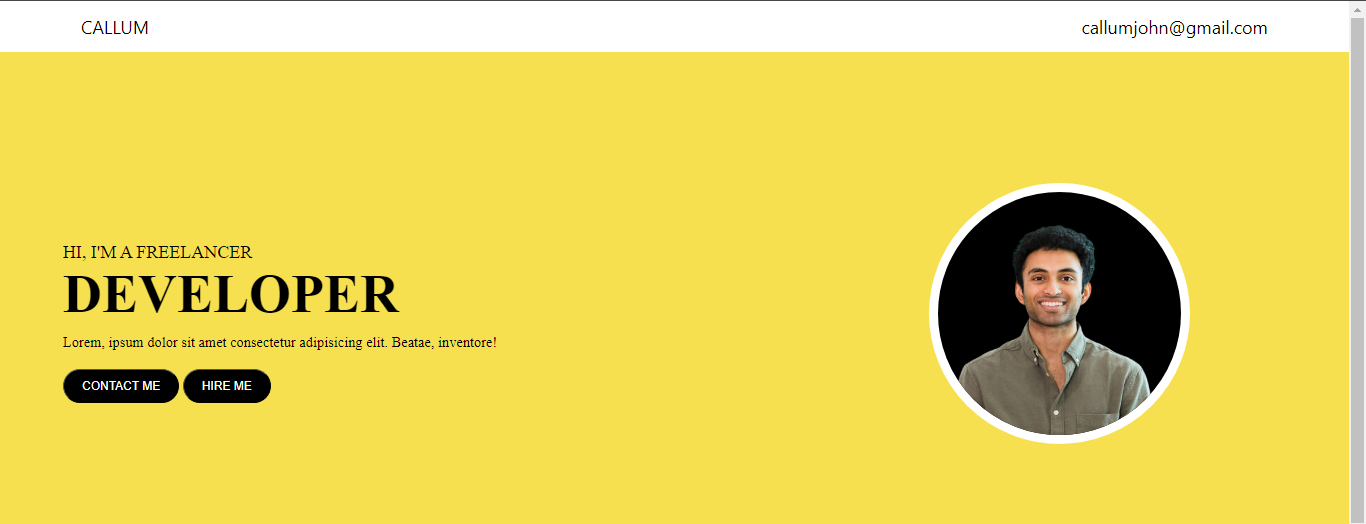 CALLUM
callumjohn@gmail.com
HI, I'M A FREELANCER
DEVELOPER
Lorem, ipsum dolor sit amet consectetur adipisicing elit. Beatae, inventore!
CONTACT ME
HIRE ME